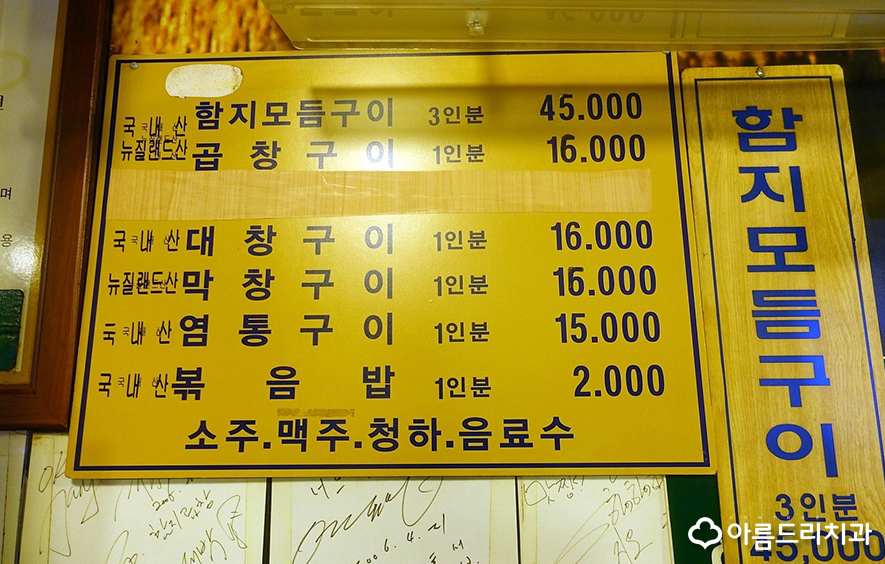 국내산 함지모듬구이 3인분 45.000
뉴질랜드산 곱창구이 1인분 16.000
국내산 대창구이 1인분 16.000
뉴질랜드산 막창구이 1인분 16.000
국내산 염통구이 1인분 15.000
국내산 볶음밥 1인분 2.000
소주.맥주.청하.음료수
함지모듬구이
3인분
45,000
아름드리치과
며
용
2006.4.